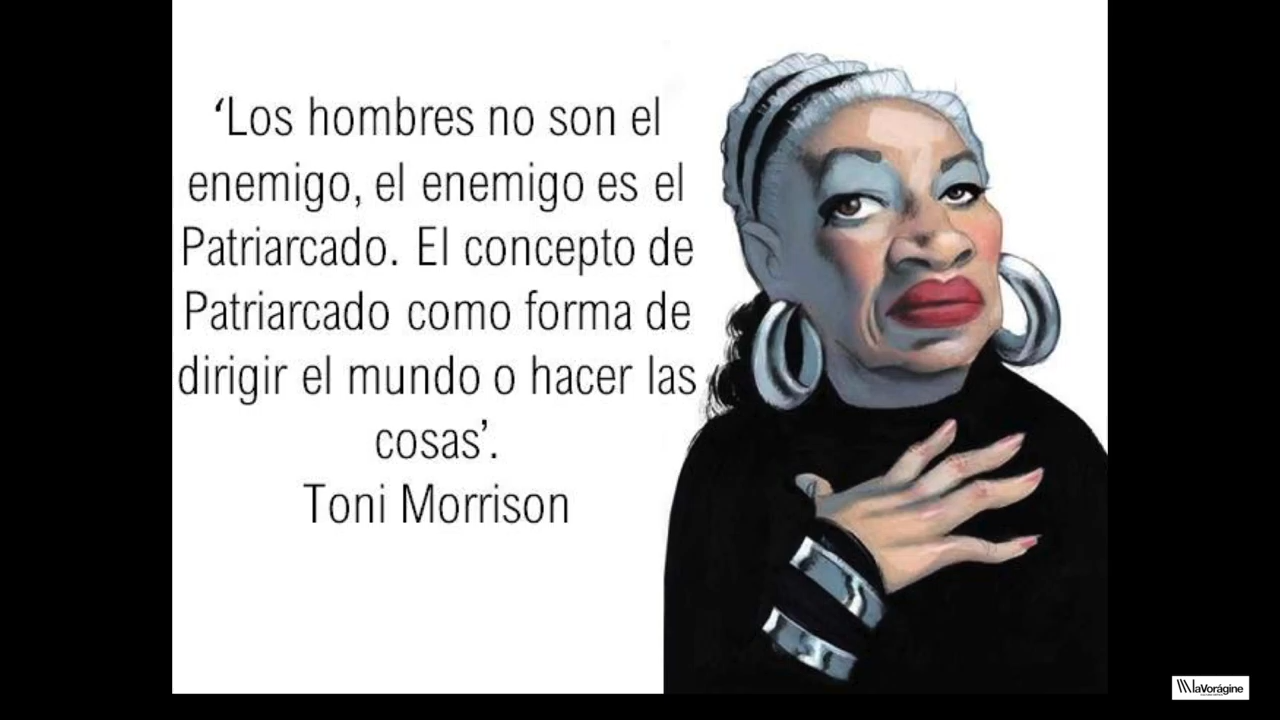 ‘Los hombres no son el
enemigo, el enemigo es el
Patriarcado. El concepto de
Patriarcado como forma de
dirigir el mundo o hacer las
cosas’.
Toni Morrison
laVorágine